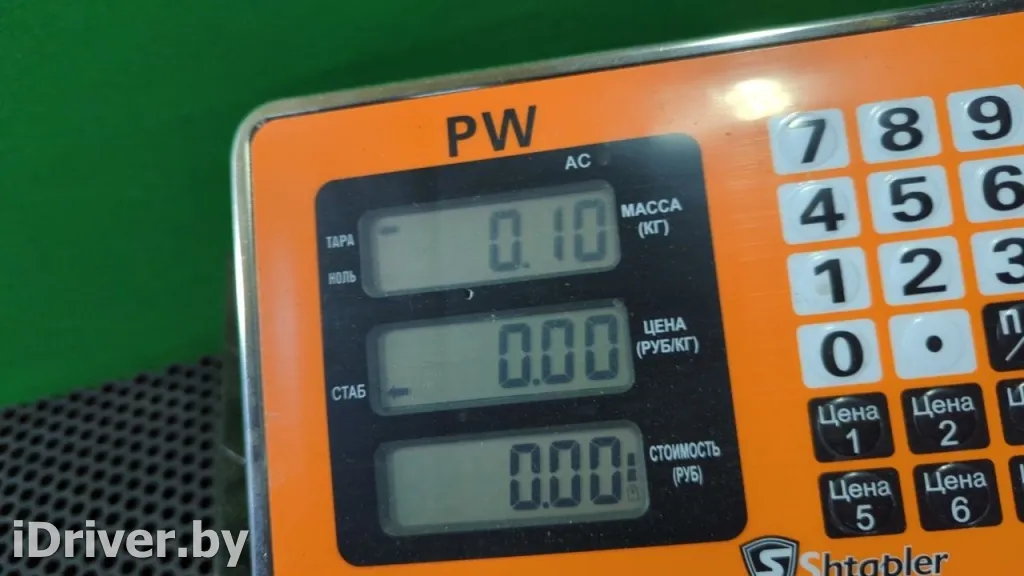 PW
AC
ТАРА
НОЛЬ
0.10
МАССА
(КГ)
СТАБ
0.00
ЦЕНА
(РУБ/КГ)
0.00
СТОИМОСТЬ
(РУБ)
7 8 9
4 5 6
1 2 3
0 .
Цена
1
Цена
2
Цена
5
Цена
6
Shtabler
iDriver.by